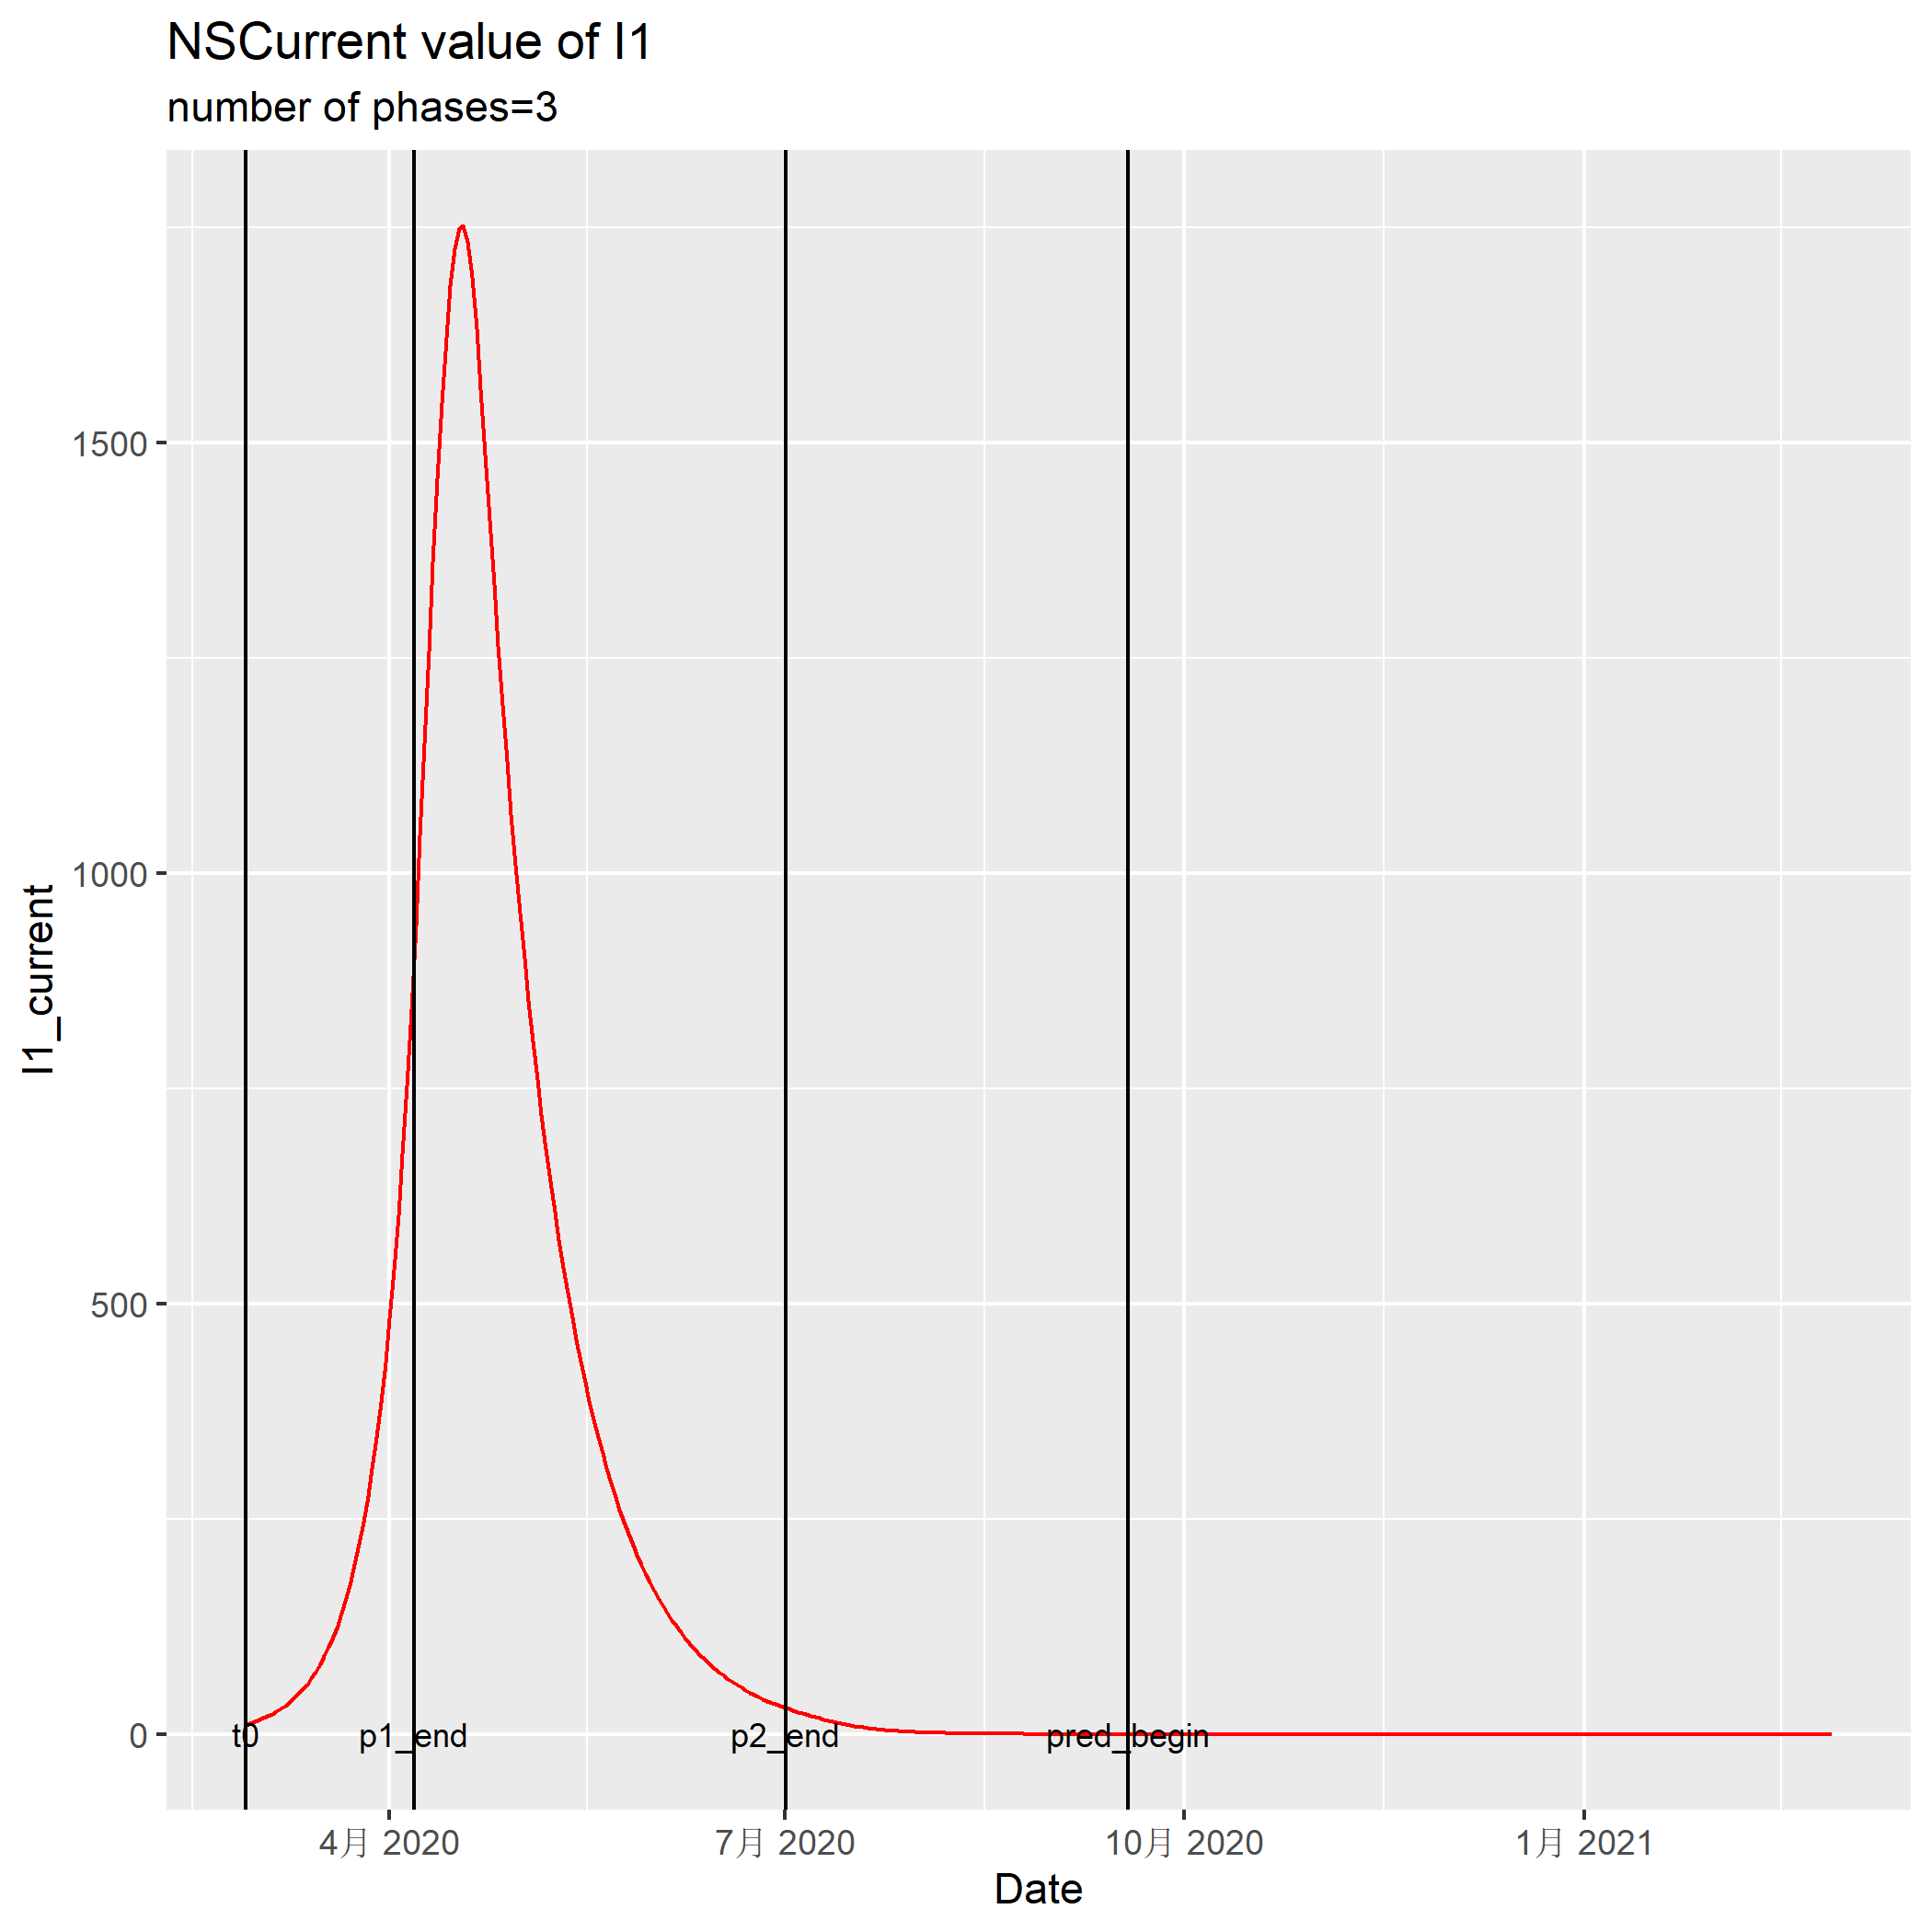 NSCurrent value of I1
number of phases=3
I1_current
1500
1000
500
0
t0
p1_end
p2_end
pred_begin
4月 2020
7月 2020
10月 2020
1月 2021
Date